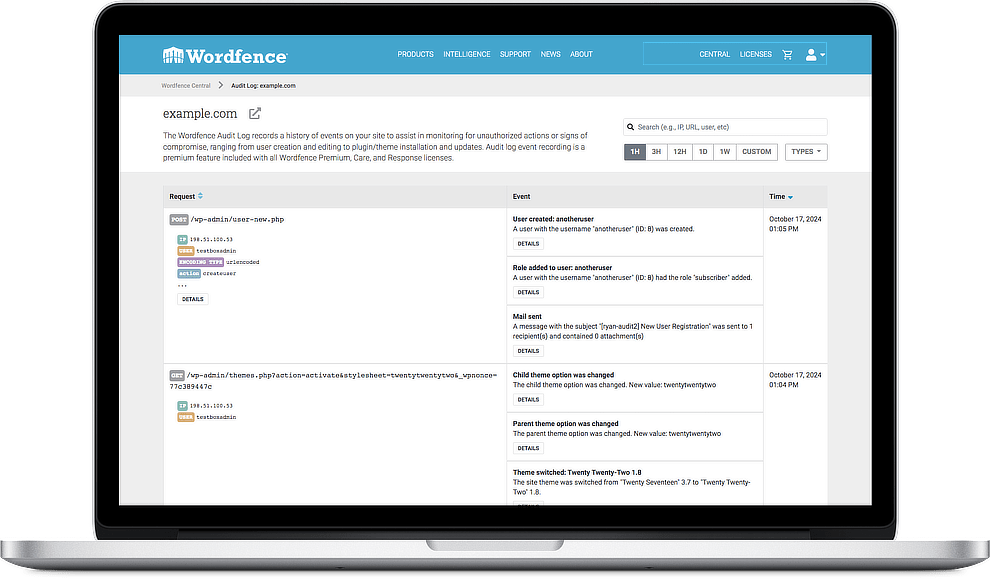 Wordfence
PRODUCTS INTELLIGENCE SUPPORT NEWS ABOUT
CENTRAL LICENSES
Wordfence Central > Audit Log: example.com
example.com
The Wordfence Audit Log records a history of events on your site to assist in monitoring for unauthorized actions or signs of
compromise, ranging from user creation and editing to plugin/theme installation and updates. Audit log event recording is a
premium feature included with all Wordfence Premium, Care, and Response licenses.
Search (e.g., IP, URL, user, etc)
1H 3H 12H 1D 1W CUSTOM TYPES
Request Event Time
POST /wp-admin/user-new.php
IP 198.51.100.53
USER testboxadmin
ENCODING TYPE urlencoded
action createuser
...
DETAILS
User created: anotheruser
A user with the username "anotheruser" (ID: 8) was created.
DETAILS
Role added to user: anotheruser
A user with the username "anotheruser" (ID: 8) had the role "subscriber" added.
DETAILS
Mail sent
A message with the subject "[ryan-audit2] New User Registration" was sent to 1
recipient(s) and contained 0 attachment(s)
DETAILS
October 17, 2024
01:05 PM
GET /wp-admin/themes.php?action=activate&stylesheet=twentytwentytwo&_wpnonce=
77c389447c
IP 198.51.100.53
USER testboxadmin
Child theme option was changed
The child theme option was changed. New value: twentytwentytwo
DETAILS
Parent theme option was changed
The parent theme option was changed. New value: twentytwentytwo
DETAILS
Theme switched: Twenty Twenty-Two 1.8
The site theme was switched from "Twenty Seventeen" 3.7 to "Twenty Twenty-
Two" 1.8.
October 17, 2024
01:04 PM